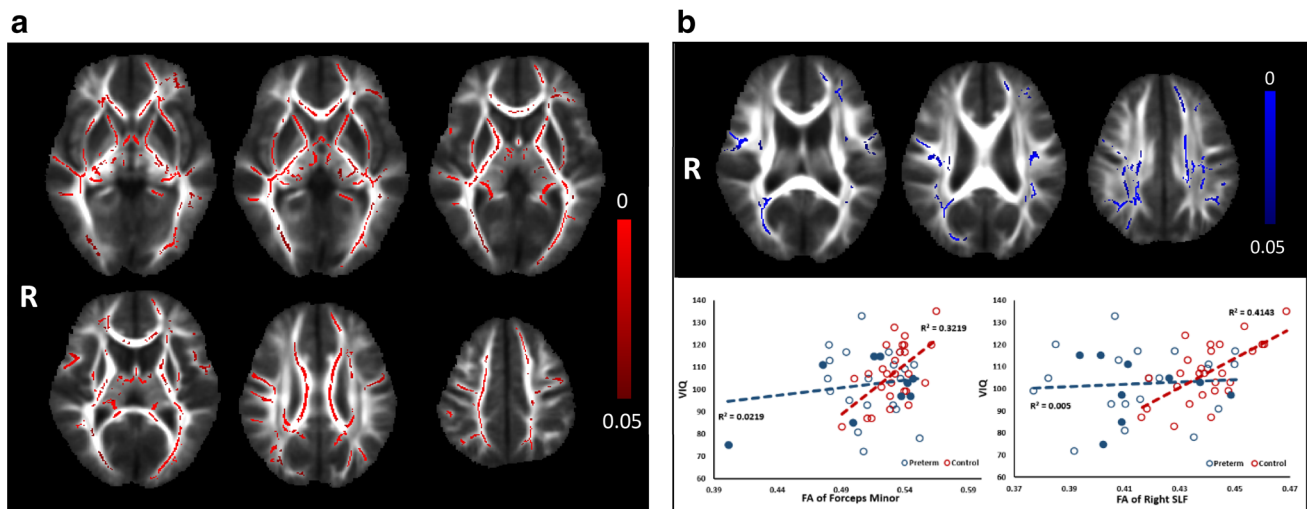 a
R
0
0.05
b
R
0
0.05
VIQ
140
130
120
110
100
90
80
70
60
R² = 0.3219
R² = 0.0219
Preterm Control
0.39 0.44 0.49 0.54 0.59
FA of Forceps Minor
VIQ
140
130
120
110
100
90
80
70
60
R² = 0.4143
R² = 0.005
Preterm Control
0.37 0.39 0.41 0.43 0.45 0.47
FA of Right SLF